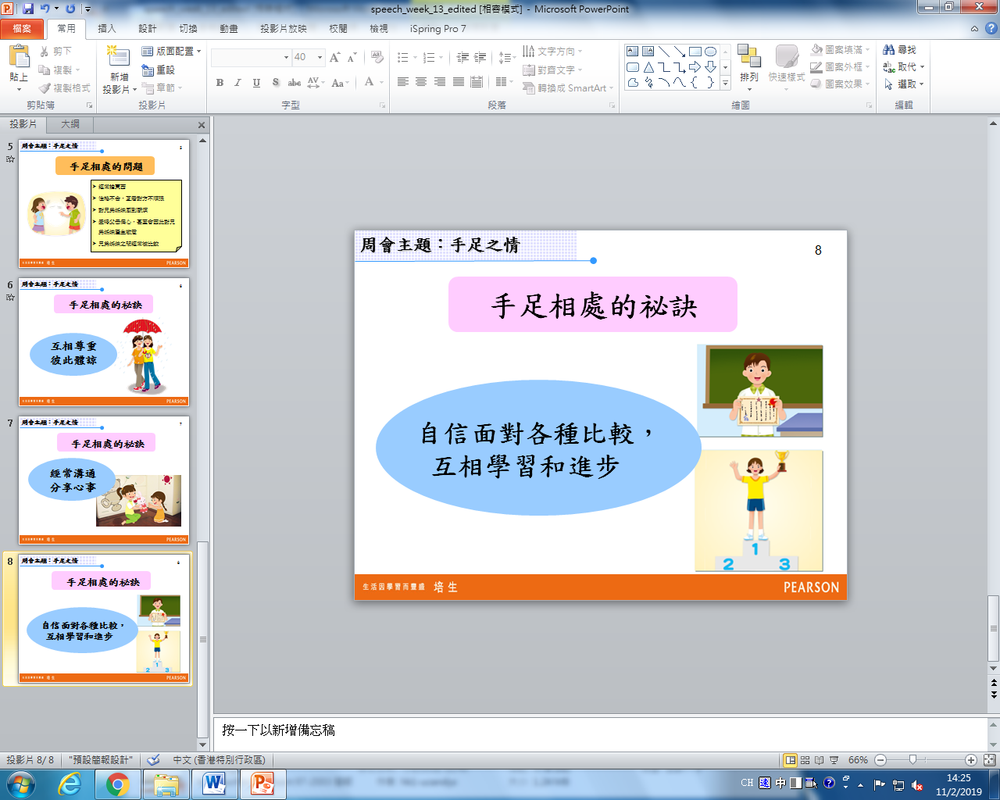 speech_week_13_edited [相容模式] - Microsoft PowerPoint
檔案 常用 插入 設計 切換 動畫 投影片放映 校閱 檢視 iSpring Pro 7
貼上 剪下 複製 複製格式 剪貼簿
新增投影片 版面配置 重設 章節 投影片
40 B I U S abc AV Aa A 字型
文字方向 對齊文字 轉換成 SmartArt 段落
排列 快速樣式 圖案填滿 圖案外框 圖案效果 繪圖
尋找 取代 選取 編輯
投影片 大綱
5
周會主題：手足之情 5
手足相處的問題
經常搶東西
生活因學習而豐盛 培生 PEARSON
6
周會主題：手足之情 6
手足相處的祕訣
互相尊重
彼此體諒
生活因學習而豐盛 培生 PEARSON
7
周會主題：手足之情 7
手足相處的祕訣
經常溝通
分享心事
生活因學習而豐盛 培生 PEARSON
8
周會主題：手足之情 8
手足相處的祕訣
自信面對各種比較，
互相學習和進步
1
2 3
生活因學習而豐盛 培生 PEARSON
周會主題：手足之情
8
手足相處的祕訣
自信面對各種比較，
互相學習和進步
1
2 3
生活因學習而豐盛 培生 PEARSON
按一下以新增備忘稿
投影片 8/ 8 "預設簡報設計" 中文 (香港特別行政區) 66%
CH 速 中 14:25
11/2/2019